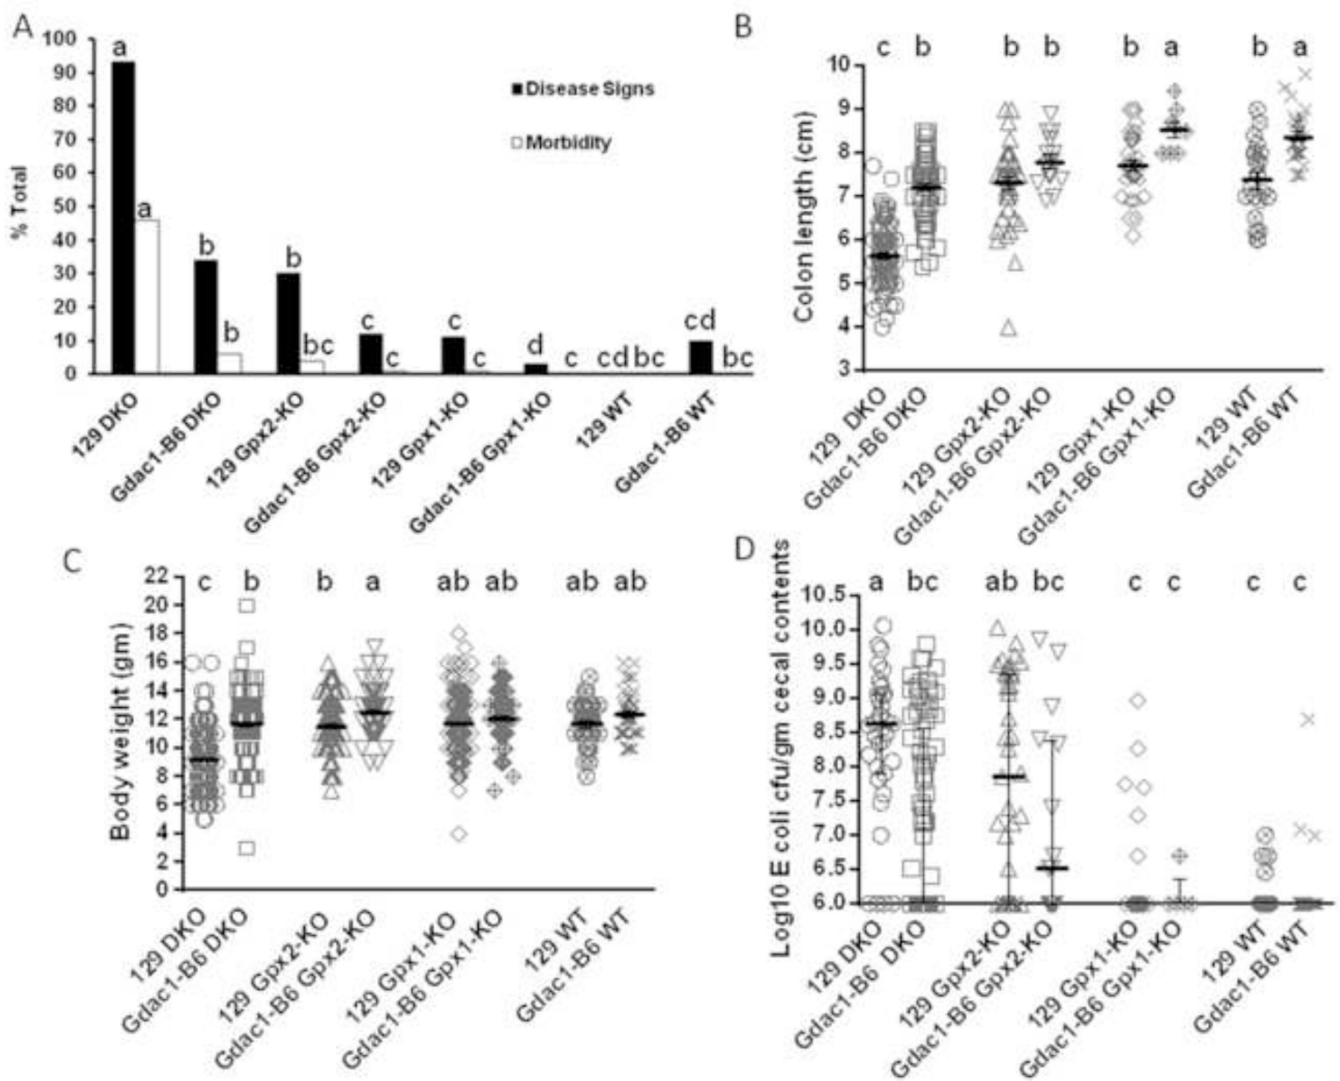 A
100
90
80
70
60
50
40
30
20
10
0
% Total
a
a
b
b
b
bc
c
c
c
c
d
c
cd
bc
cd
bc
Disease Signs
Morbidity
129 DKO
Gdac1-B6 DKO
129 Gpx2-KO
Gdac1-B6 Gpx2-KO
129 Gpx1-KO
Gdac1-B6 Gpx1-KO
129 WT
Gdac1-B6 WT
B
c b b b b a b a
10
9
8
7
6
5
4
3
Colon length (cm)
129 DKO
Gdac1-B6 DKO
129 Gpx2-KO
Gdac1-B6 Gpx2-KO
129 Gpx1-KO
Gdac1-B6 Gpx1-KO
129 WT
Gdac1-B6 WT
C
c b b a ab ab ab ab
22
20
18
16
14
12
10
8
6
4
2
0
Body weight (gm)
129 DKO
Gdac1-B6 DKO
129 Gpx2-KO
Gdac1-B6 Gpx2-KO
129 Gpx1-KO
Gdac1-B6 Gpx1-KO
129 WT
Gdac1-B6 WT
D
a bc ab bc c c c c
10.5
10.0
9.5
9.0
8.5
8.0
7.5
7.0
6.5
6.0
Log10 E coli cfu/gm cecal contents
129 DKO
Gdac1-B6 DKO
129 Gpx2-KO
Gdac1-B6 Gpx2-KO
129 Gpx1-KO
Gdac1-B6 Gpx1-KO
129 WT
Gdac1-B6 WT